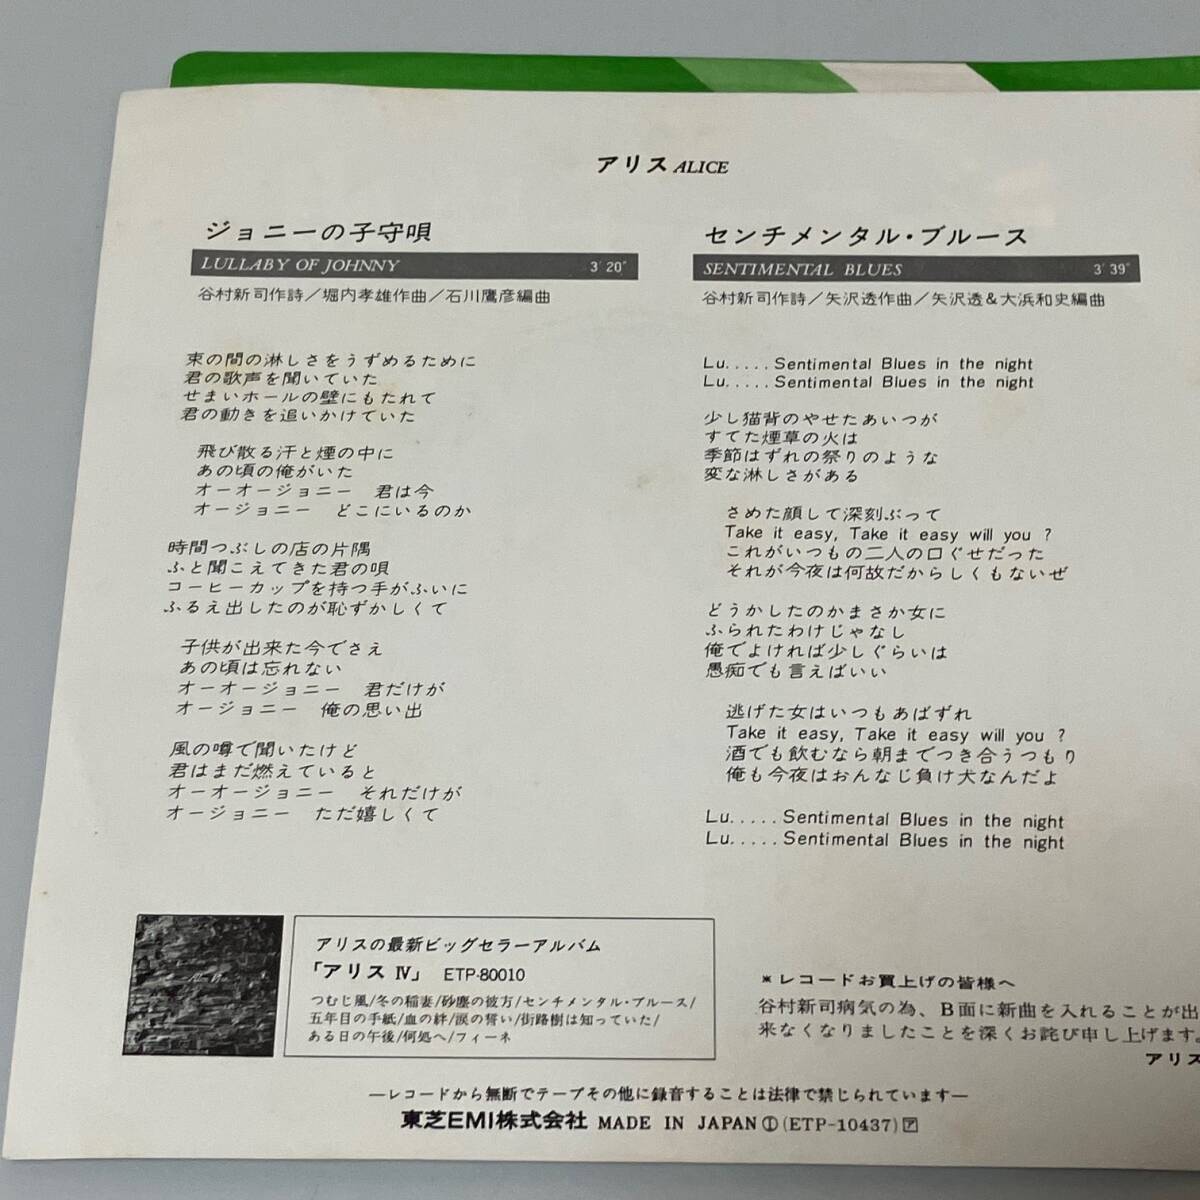 アリス ALICE
ジョニーの子守唄
LULLABY OF JOHNNY 3′20″
谷村新司作詩／堀内孝雄作曲／石川鷹彦編曲
束の間の淋しさをうずめるために
君の歌声を聞いていた
せまいホールの壁にもたれて
君の動きを追いかけていた
飛び散る汗と煙の中に
あの頃の俺がいた
オーオージョニー　君は今
オージョニー　どこにいるのか
時間つぶしの店の片隅
ふと聞こえてきた君の唄
コーヒーカップを持つ手がふいに
ふるえ出したのが恥ずかしくて
子供が出来た今でさえ
あの頃は忘れない
オーオージョニー　君だけが
オージョニー　俺の思い出
風の噂で聞いたけど
君はまだ燃えていると
オーオージョニー　それだけが
オージョニー　ただ嬉しくて
センチメンタル・ブルース
SENTIMENTAL BLUES 3′39″
谷村新司作詩／矢沢透作曲／矢沢透＆大浜和史編曲
Lu.....Sentimental Blues in the night
Lu.....Sentimental Blues in the night
少し猫背のやせたあいつが
すてた煙草の火は
季節はずれの祭りのような
変な淋しさがある
さめた顔して深刻ぶって
Take it easy, Take it easy will you ?
これがいつもの二人の口ぐせだった
それが今夜は何故だからしくもないぜ
どうかしたのかまさか女に
ふられたわけじゃなし
俺でよければ少しぐらいは
愚痴でも言えばいい
逃げた女はいつもあばずれ
Take it easy, Take it easy will you ?
酒でも飲むなら朝までつき合うつもり
俺も今夜はおんなじ負け犬なんだよ
Lu.....Sentimental Blues in the night
Lu.....Sentimental Blues in the night
アリスの最新ビッグセラーアルバム
「アリス Ⅳ」 ETP-80010
つむじ風/冬の稲妻/砂塵の彼方/センチメンタル・ブルース/
五年目の手紙/血の絆/涙の誓い/街路樹は知っていた/
ある日の午後/何処へ/フィーネ
＊レコードお買上げの皆様へ
谷村新司病気の為、B面に新曲を入れることが出
来なくなりましたことを深くお詫び申し上げます。
アリス
—レコードから無断でテープその他に録音することは法律で禁じられています—
東芝EMI株式会社 MADE IN JAPAN Ⓘ (ETP-10437) ア